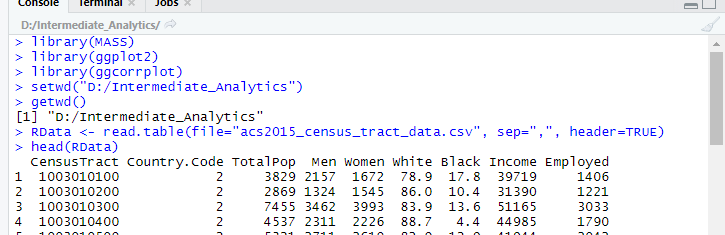 Console Terminal × Jobs ×
D:/Intermediate_Analytics/
> library(MASS)
> library(ggplot2)
> library(ggcorrplot)
> setwd("D:/Intermediate_Analytics")
> getwd()
[1] "D:/Intermediate_Analytics"
> RData <- read.table(file="acs2015_census_tract_data.csv", sep=",", header=TRUE)
> head(RData)
CensusTract Country.Code TotalPop Men Women White Black Income Employed
1 1003010100 2 3829 2157 1672 78.9 17.8 39719 1406
2 1003010200 2 2869 1324 1545 86.0 10.4 31390 1221
3 1003010300 2 7455 3462 3993 83.9 13.6 51165 3033
4 1003010400 2 4537 2311 2226 88.7 4.4 44985 1790